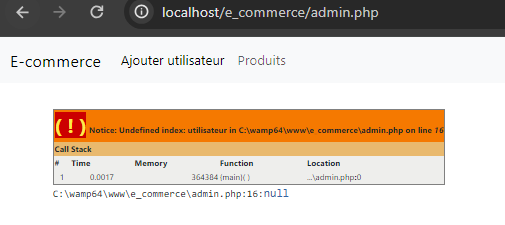 localhost/e_commerce/admin.php
E-commerce Ajouter utilisateur Produits
( ! ) Notice: Undefined index: utilisateur in C:\wamp64\www\e_commerce\admin.php on line 16
Call Stack
# Time Memory Function Location
1 0.0017 364384 {main}( ) ...\admin.php:0
C:\wamp64\www\e_commerce\admin.php:16:null